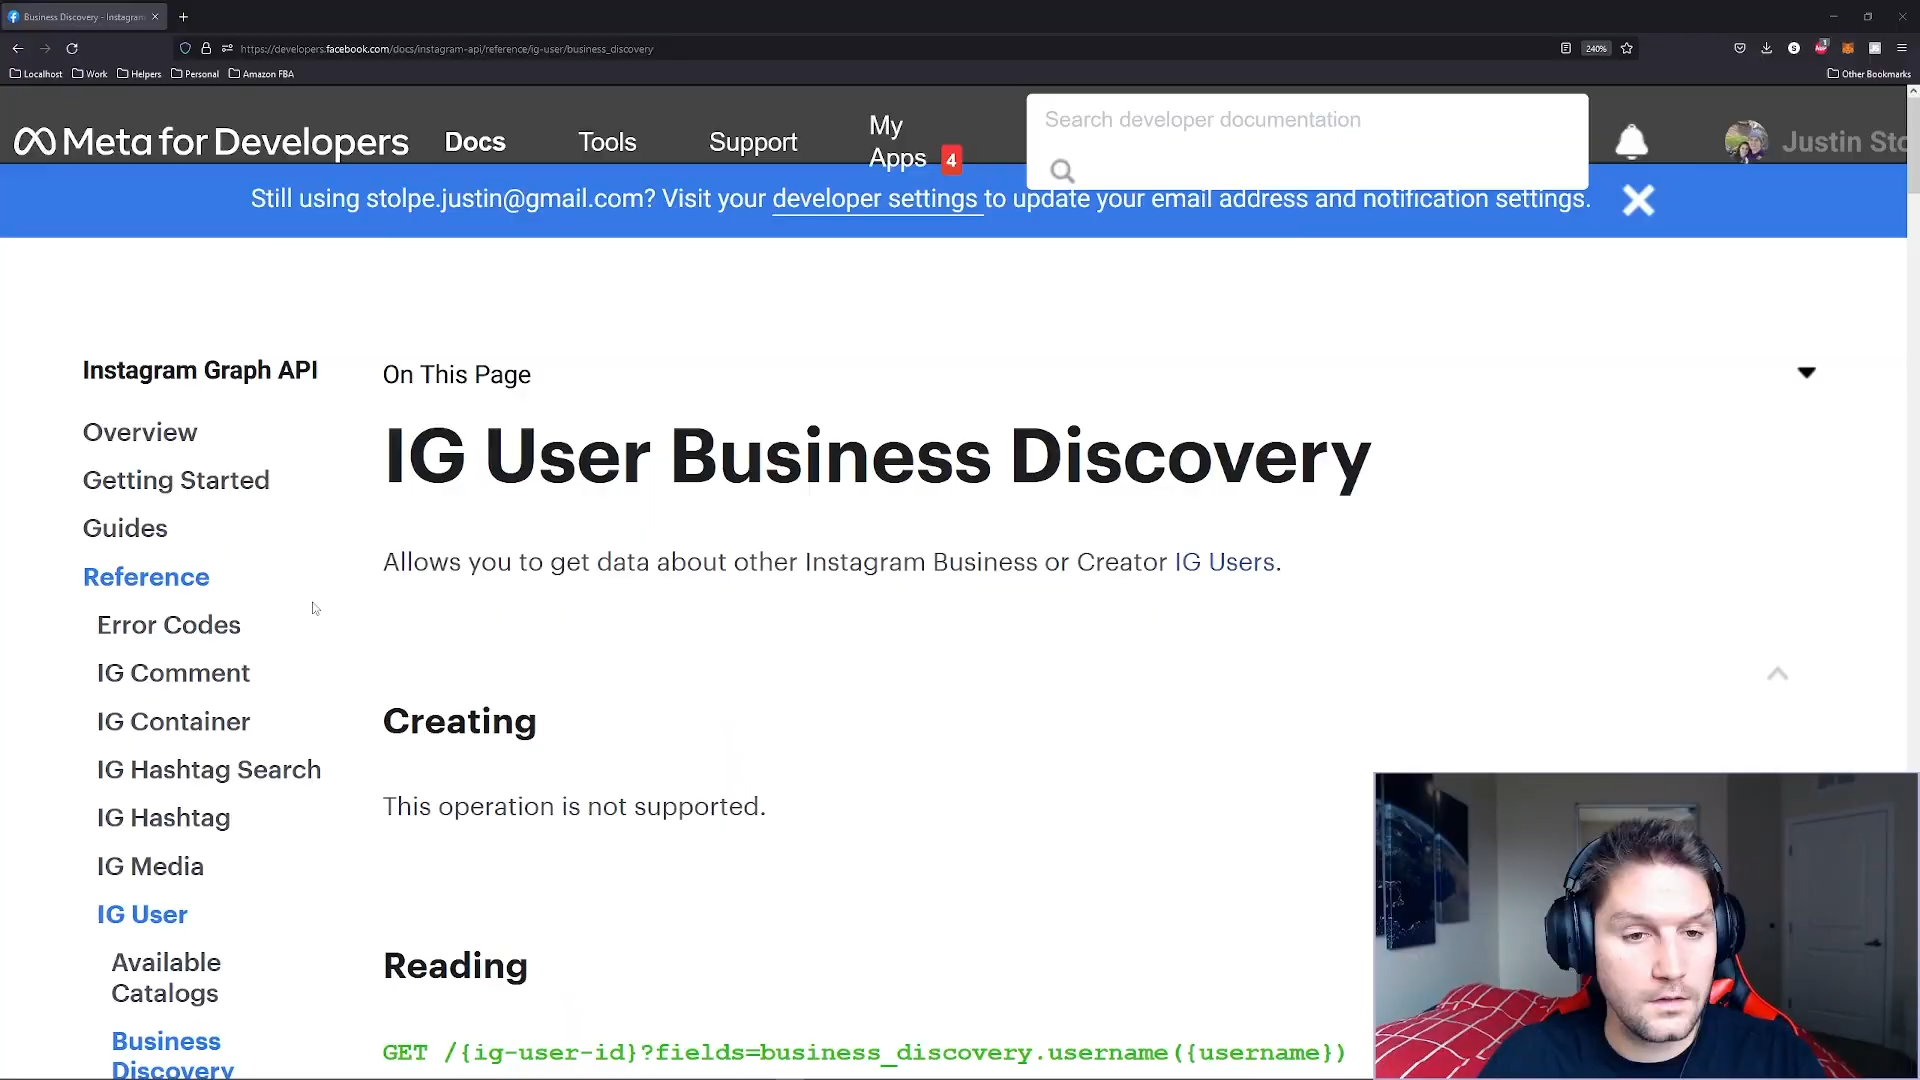 Business Discovery - Instagram
https://developers.facebook.com/docs/instagram-api/reference/ig-user/business_discovery
240%
Localhost
Work
Helpers
Personal
Amazon FBA
Other Bookmarks
Meta for Developers
Docs
Tools
Support
My
Apps 4
Search developer documentation
Justin Sto
Still using stolpe.justin@gmail.com? Visit your developer settings to update your email address and notification settings.
Instagram Graph API
Overview
Getting Started
Guides
Reference
Error Codes
IG Comment
IG Container
IG Hashtag Search
IG Hashtag
IG Media
IG User
Available
Catalogs
Business
Discovery
On This Page
IG User Business Discovery
Allows you to get data about other Instagram Business or Creator IG Users.
Creating
This operation is not supported.
Reading
GET /{ig-user-id}?fields=business_discovery.username({username})